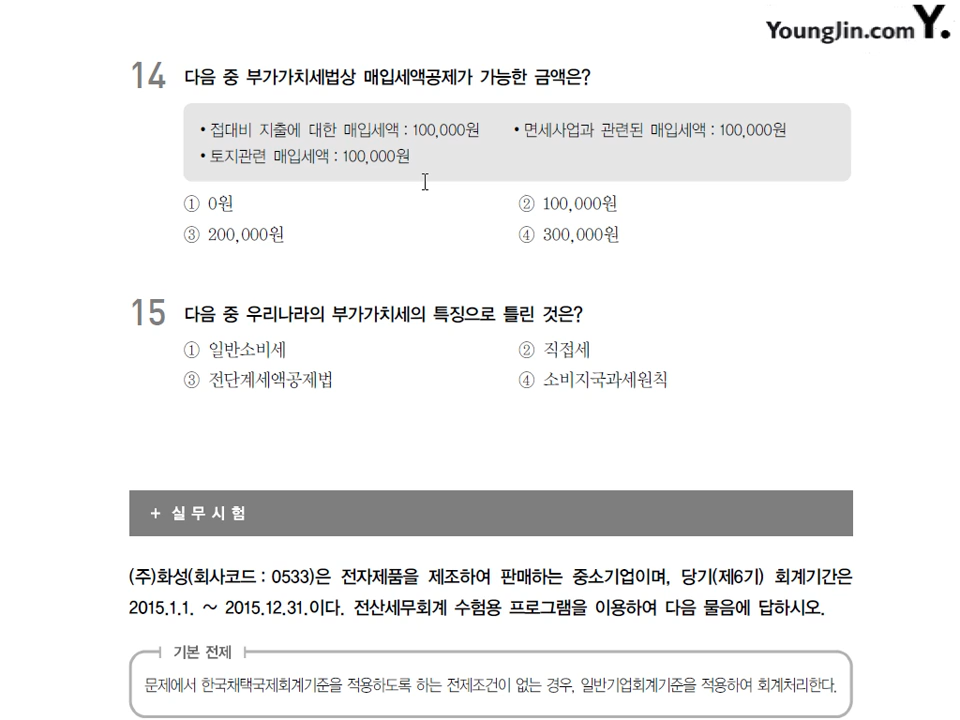 YoungJin.com Y.
14 다음 중 부가가치세법상 매입세액공제가 가능한 금액은?
• 접대비 지출에 대한 매입세액 : 100,000원 • 면세사업과 관련된 매입세액 : 100,000원
• 토지관련 매입세액 : 100,000원
① 0원 ② 100,000원
③ 200,000원 ④ 300,000원
15 다음 중 우리나라의 부가가치세의 특징으로 틀린 것은?
① 일반소비세 ② 직접세
③ 전단계세액공제법 ④ 소비지국과세원칙
+ 실무시험
(주)화성(회사코드 : 0533)은 전자제품을 제조하여 판매하는 중소기업이며, 당기(제6기) 회계기간은
2015.1.1. ~ 2015.12.31.이다. 전산세무회계 수험용 프로그램을 이용하여 다음 물음에 답하시오.
기본 전제
문제에서 한국채택국제회계기준을 적용하도록 하는 전제조건이 없는 경우, 일반기업회계기준을 적용하여 회계처리한다.